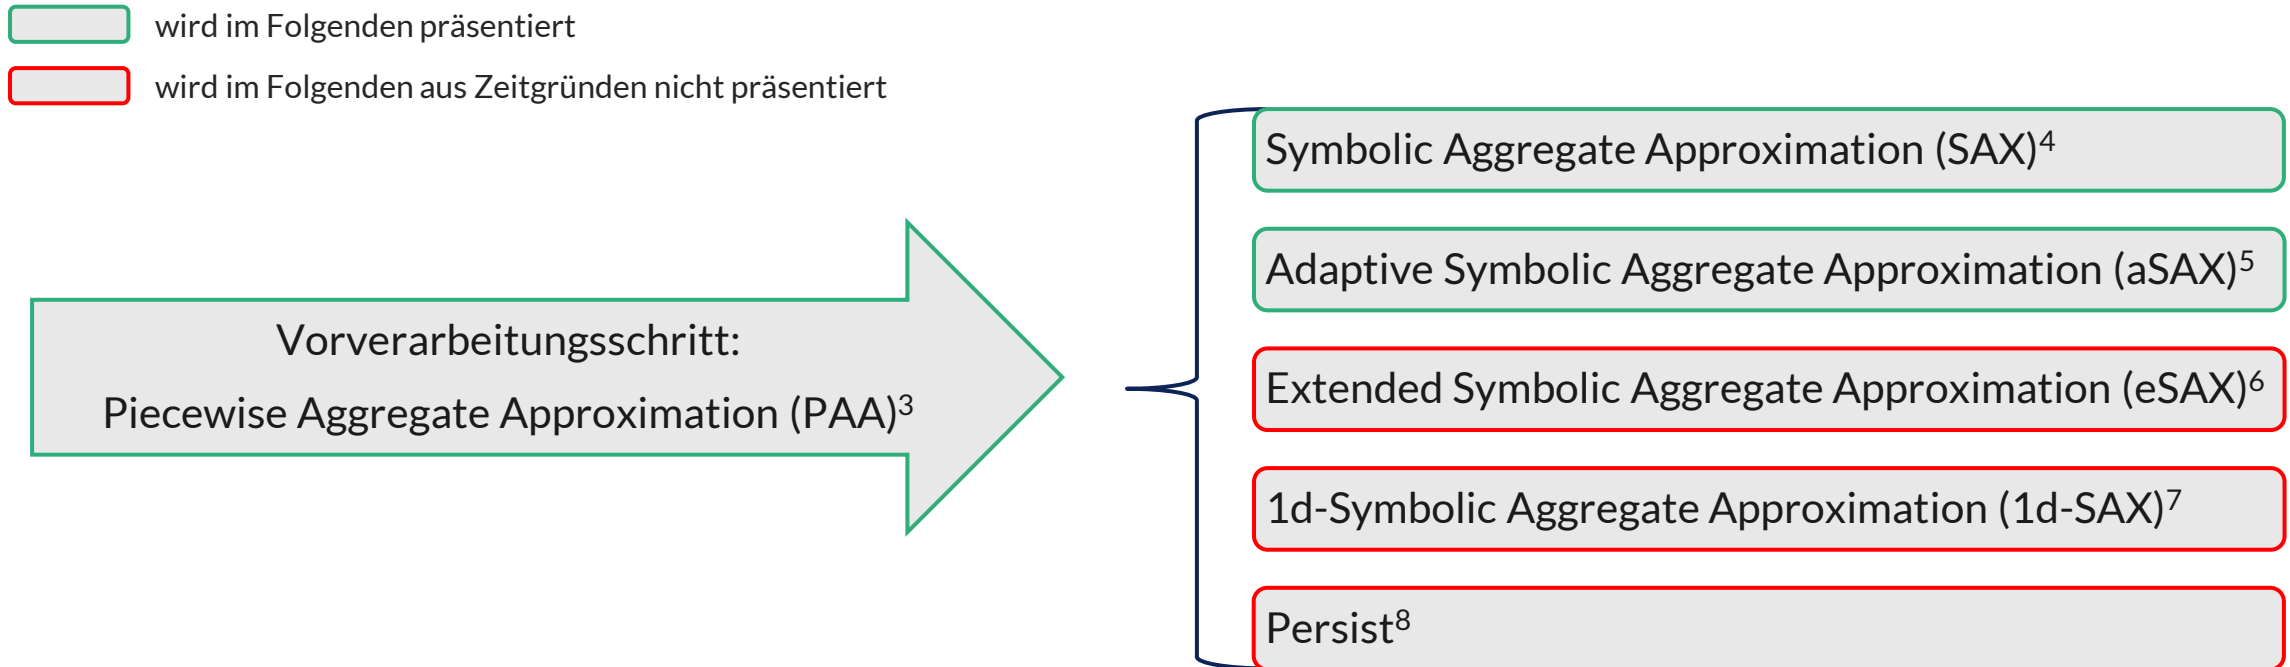 wird im Folgenden präsentiert
wird im Folgenden aus Zeitgründen nicht präsentiert
Vorverarbeitungsschritt:
Piecewise Aggregate Approximation (PAA)³
Symbolic Aggregate Approximation (SAX)⁴
Adaptive Symbolic Aggregate Approximation (aSAX)⁵
Extended Symbolic Aggregate Approximation (eSAX)⁶
1d-Symbolic Aggregate Approximation (1d-SAX)⁷
Persist⁸